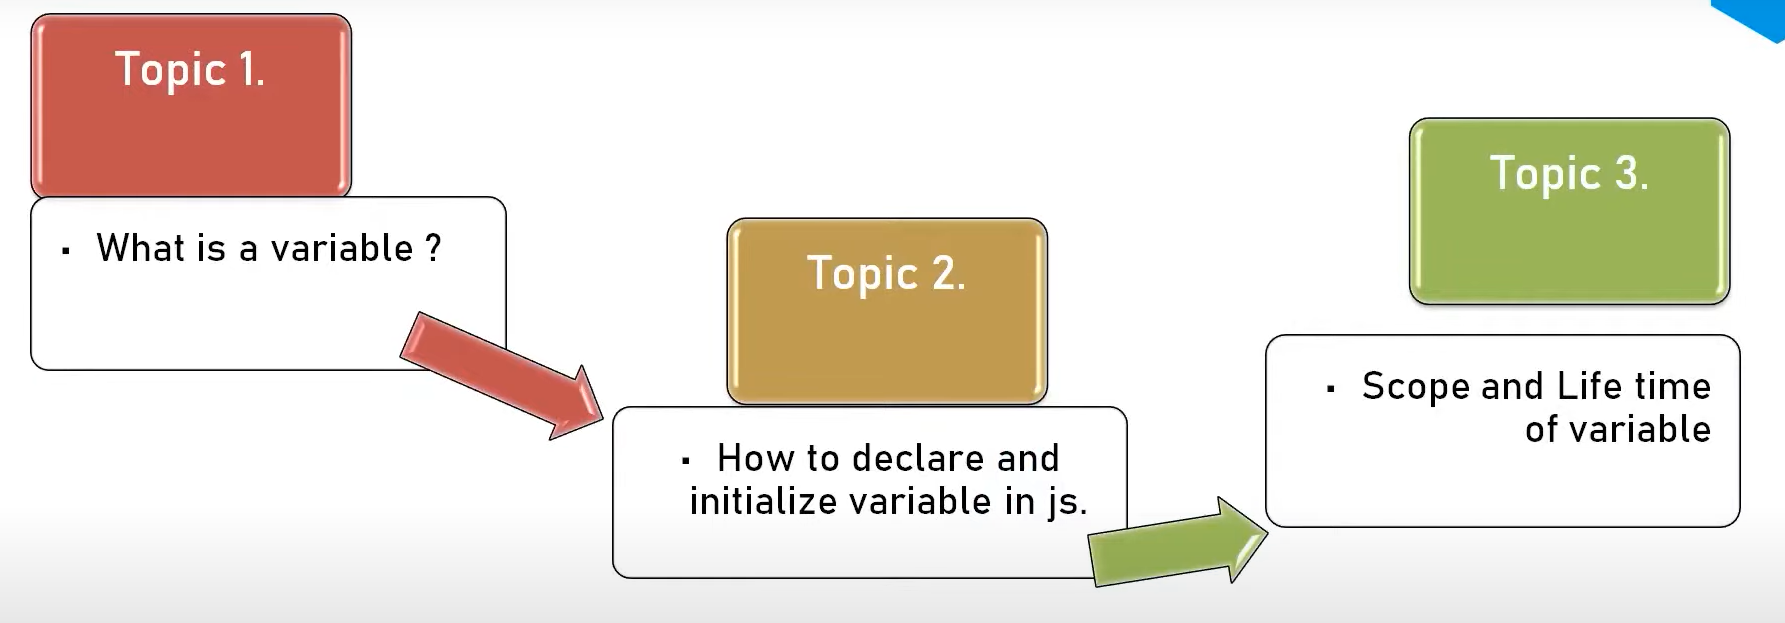 Topic 1.
▪ What is a variable ?
Topic 2.
▪ How to declare and
initialize variable in js.
Topic 3.
▪ Scope and Life time
of variable